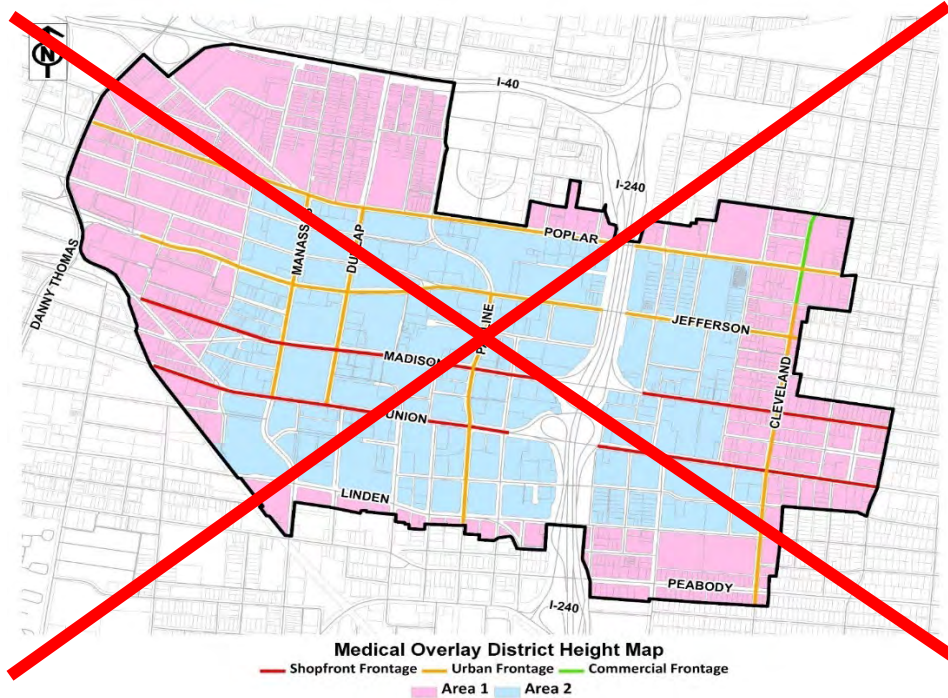 N
I-40
I-240
POPLAR
MANASSAS
DUNLAP
DANNY THOMAS
PAULINE
JEFFERSON
MADISON
CLEVELAND
UNION
LINDEN
PEABODY
I-240
Medical Overlay District Height Map
Shopfront Frontage Urban Frontage Commercial Frontage
Area 1 Area 2